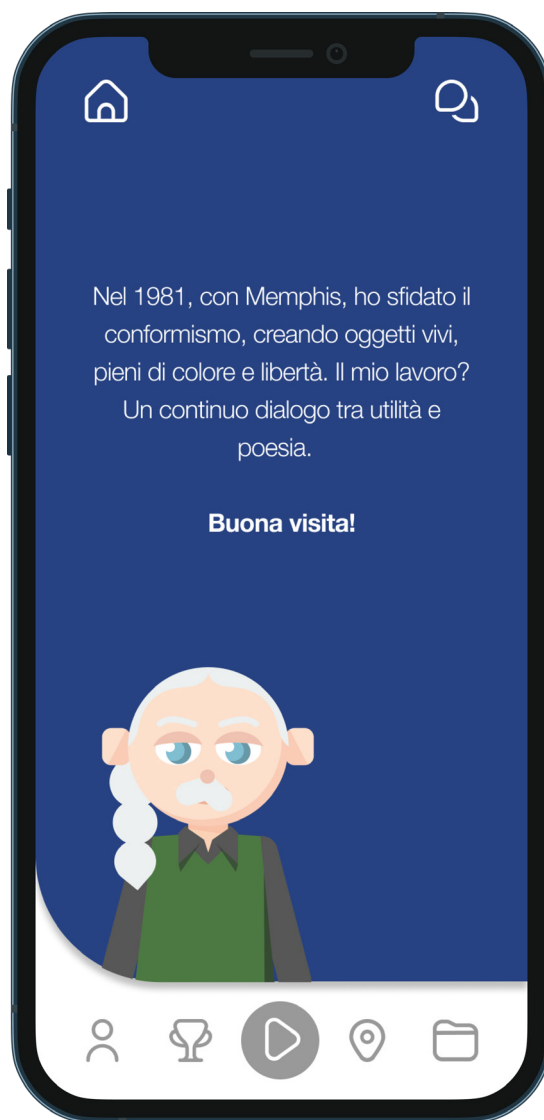 Nel 1981, con Memphis, ho sfidato il
conformismo, creando oggetti vivi,
pieni di colore e libertà. Il mio lavoro?
Un continuo dialogo tra utilità e
poesia.
Buona visita!